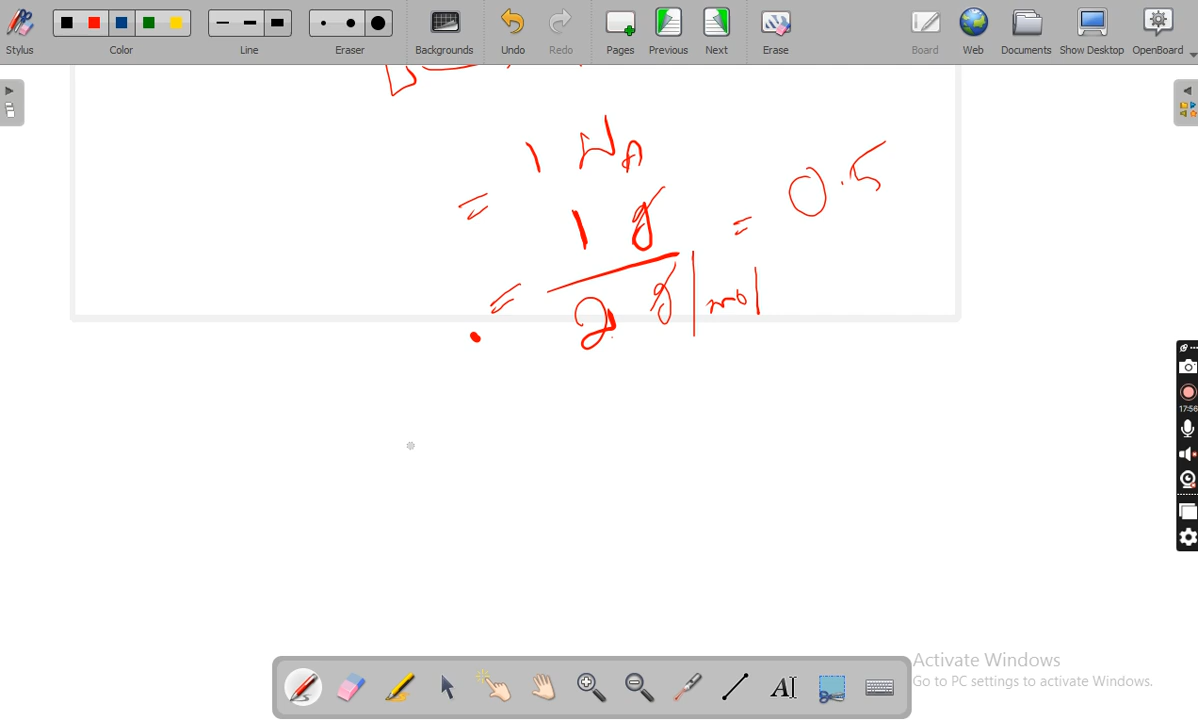 Stylus Color Line Eraser Backgrounds Undo Redo Pages Previous Next Erase Board Web Documents Show Desktop OpenBoard
= 1 NA
= 1 g / 2 g/mol = 0.5
17:56
Activate Windows
Go to PC settings to activate Windows.